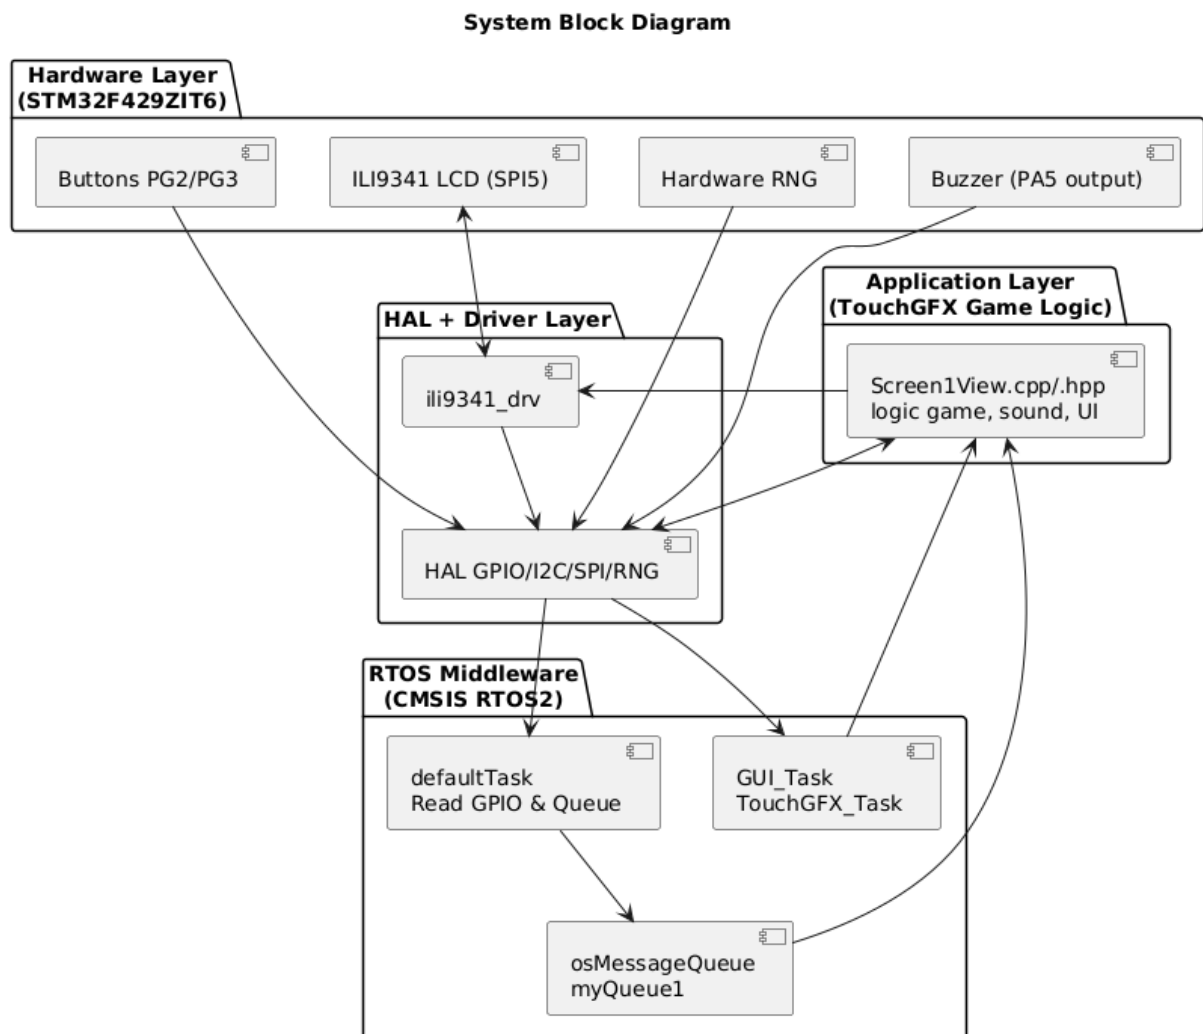 System Block Diagram
Hardware Layer
(STM32F429ZIT6)
Buttons PG2/PG3
ILI9341 LCD (SPI5)
Hardware RNG
Buzzer (PA5 output)
Application Layer
(TouchGFX Game Logic)
HAL + Driver Layer
Screen1View.cpp/.hpp
logic game, sound, UI
ili9341_drv
HAL GPIO/I2C/SPI/RNG
RTOS Middleware
(CMSIS RTOS2)
defaultTask
Read GPIO & Queue
GUI_Task
TouchGFX_Task
osMessageQueue
myQueue1